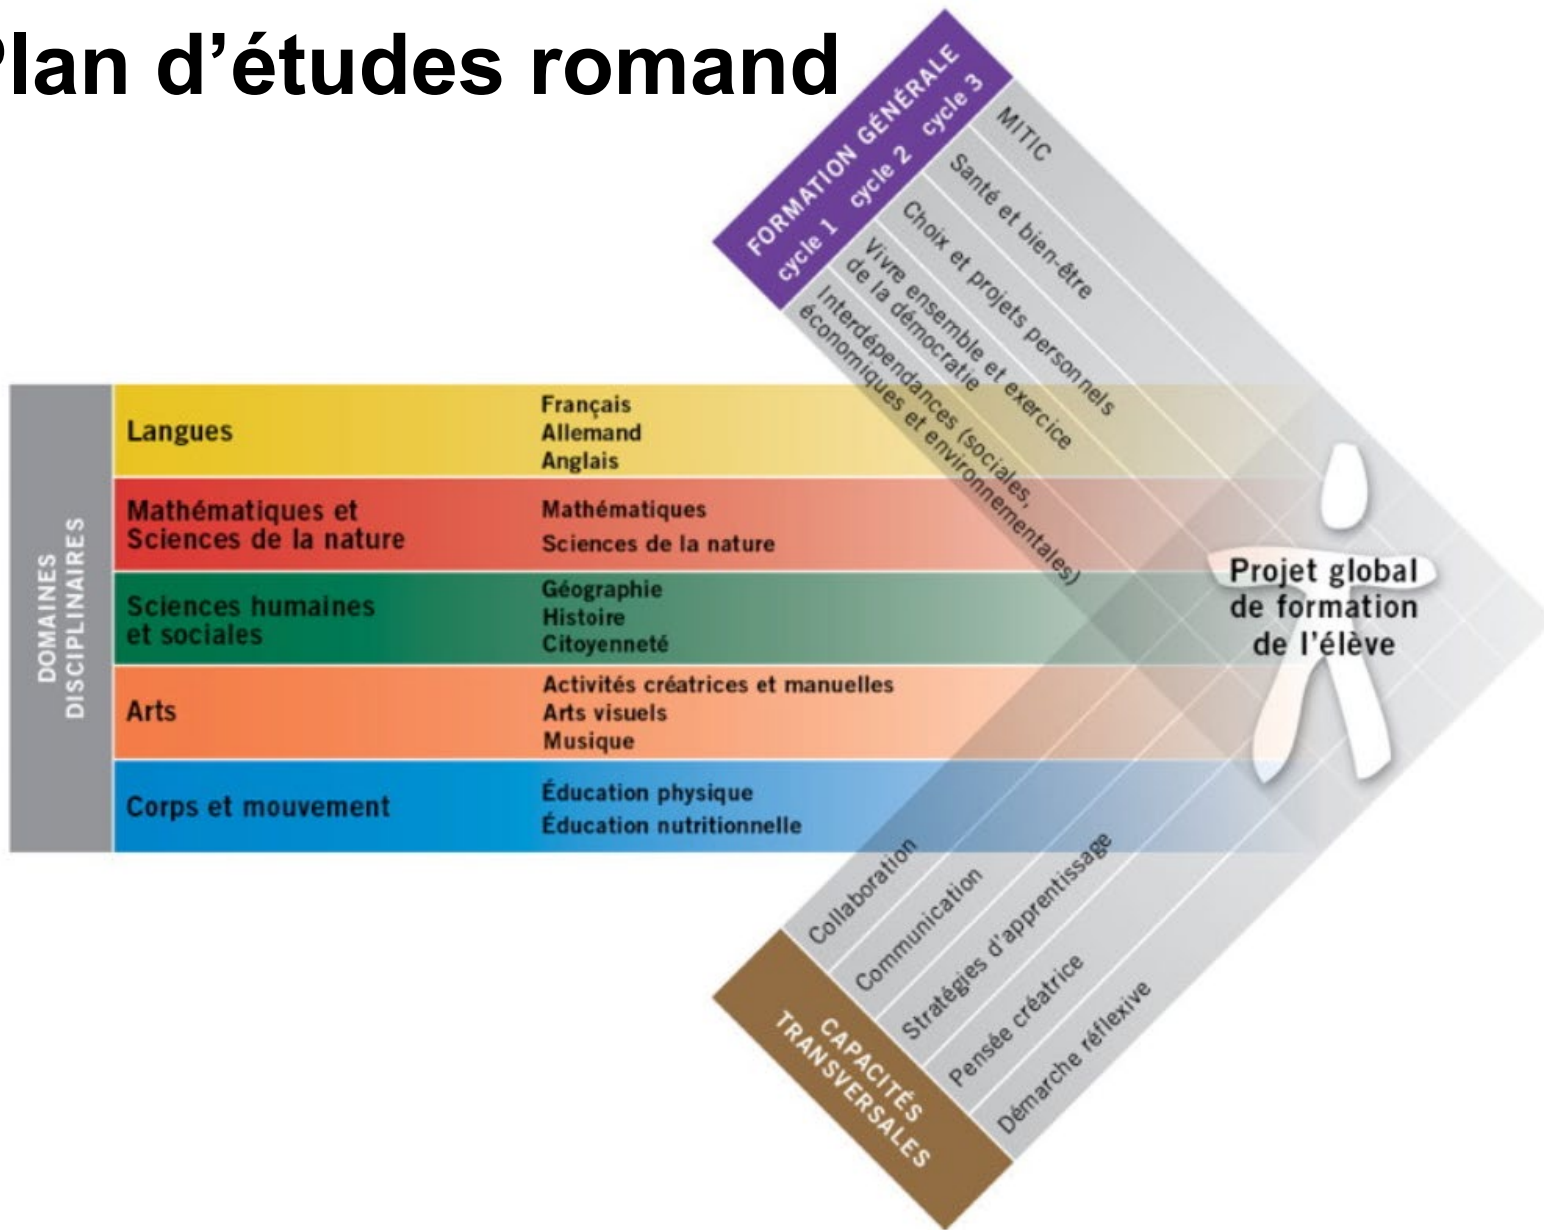 Plan d’études romand
FORMATION GÉNÉRALE
cycle 1 cycle 2 cycle 3
MITIC
Santé et bien-être
Choix et projets personnels
Vivre ensemble et exercice
de la démocratie
Interdépendances (sociales,
économiques et environnementales)
DOMAINES
DISCIPLINAIRES
Langues
Français
Allemand
Anglais
Mathématiques et
Sciences de la nature
Mathématiques
Sciences de la nature
Sciences humaines
et sociales
Géographie
Histoire
Citoyenneté
Arts
Activités créatrices et manuelles
Arts visuels
Musique
Corps et mouvement
Éducation physique
Éducation nutritionnelle
Projet global
de formation
de l'élève
Collaboration
Communication
Stratégies d'apprentissage
Pensée créatrice
Démarche réflexive
CAPACITÉS
TRANSVERSALES